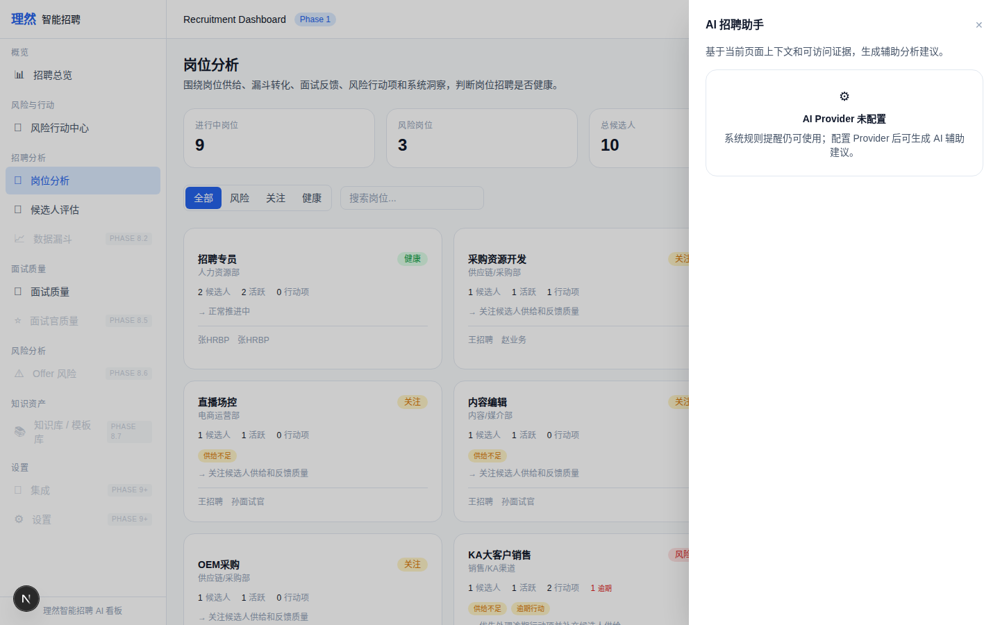 理然 智能招聘
概览
招聘总览
风险与行动
风险行动中心
招聘分析
岗位分析
候选人评估
数据漏斗 PHASE 8.2
面试质量
面试质量
面试官质量 PHASE 8.5
风险分析
Offer 风险 PHASE 8.6
知识资产
知识库 / 模板
库
PHASE
8.7
设置
集成 PHASE 9+
设置 PHASE 9+
理然智能招聘 AI 看板
Recruitment Dashboard Phase 1
岗位分析
围绕岗位供给、漏斗转化、面试反馈、风险行动项和系统洞察，判断岗位招聘是否健康。
进行中岗位
9
风险岗位
3
总候选人
10
全部 风险 关注 健康 搜索岗位...
招聘专员 健康
人力资源部
2 候选人 2 活跃 0 行动项
→ 正常推进中
张HRBP 张HRBP
采购资源开发 关注
供应链/采购部
1 候选人 1 活跃 1 行动项
→ 关注候选人供给和反馈质量
王招聘 赵业务
直播场控 关注
电商运营部
1 候选人 1 活跃 0 行动项
供给不足
→ 关注候选人供给和反馈质量
王招聘 孙面试官
内容编辑 关注
内容/媒介部
1 候选人 1 活跃 0 行动项
供给不足
→ 关注候选人供给和反馈质量
王招聘 孙面试官
OEM采购 关注
供应链/采购部
1 候选人 1 活跃 0 行动项
→ 关注候选人供给和反馈质量
KA大客户销售 风险
销售/KA渠道
1 候选人 1 活跃 2 行动项 1 逾期
供给不足 逾期行动
AI 招聘助手 ×
基于当前页面上下文和可访问证据，生成辅助分析建议。
AI Provider 未配置
系统规则提醒仍可使用；配置 Provider 后可生成 AI 辅助
建议。